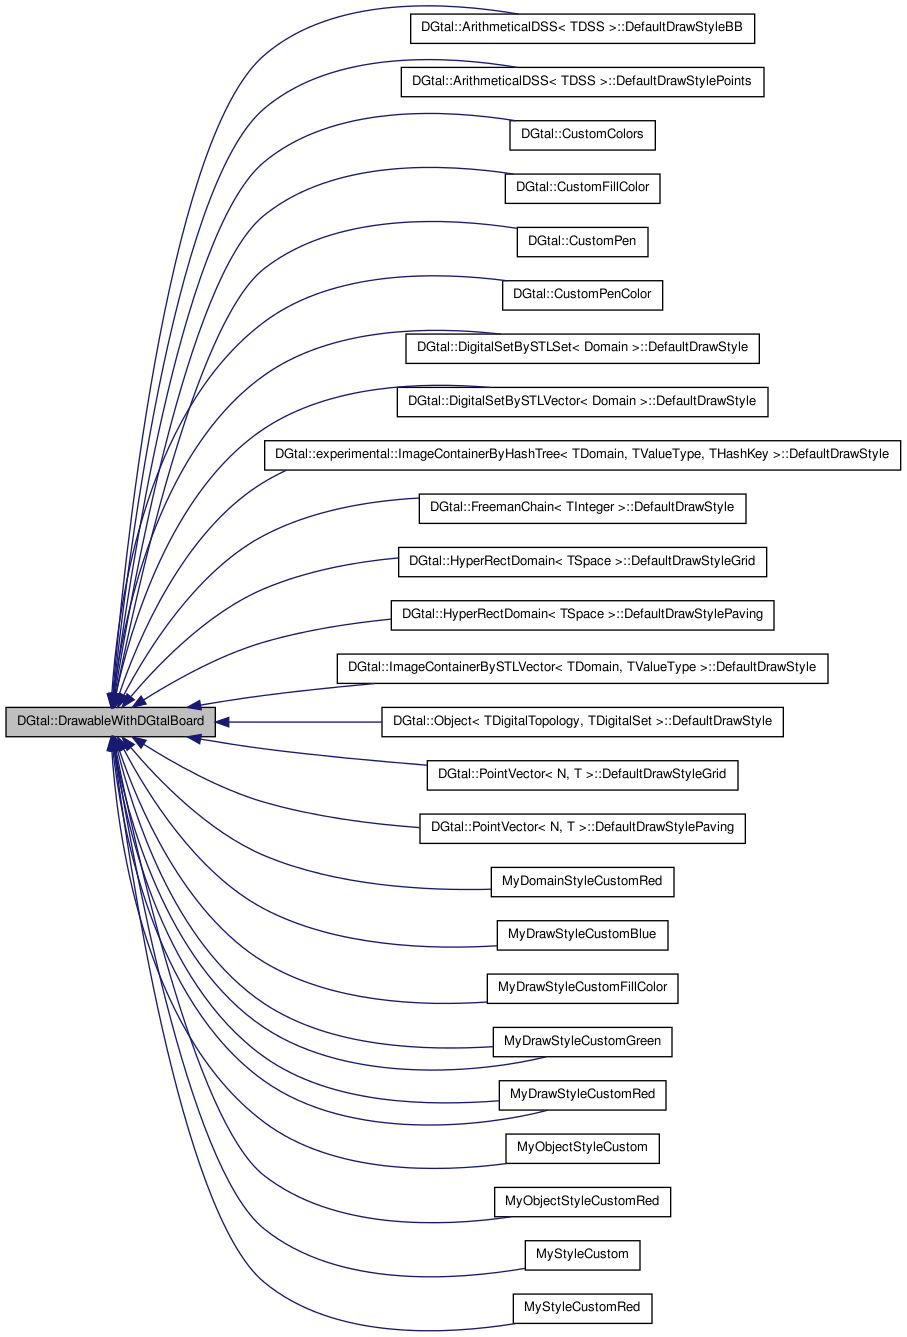 DGtal::ArithmeticalDSS< TDSS >::DefaultDrawStyleBB
DGtal::ArithmeticalDSS< TDSS >::DefaultDrawStylePoints
DGtal::CustomColors
DGtal::CustomFillColor
DGtal::CustomPen
DGtal::CustomPenColor
DGtal::DigitalSetBySTLSet< Domain >::DefaultDrawStyle
DGtal::DigitalSetBySTLVector< Domain >::DefaultDrawStyle
DGtal::experimental::ImageContainerByHashTree< TDomain, TValueType, THashKey >::DefaultDrawStyle
DGtal::FreemanChain< TInteger >::DefaultDrawStyle
DGtal::HyperRectDomain< TSpace >::DefaultDrawStyleGrid
DGtal::HyperRectDomain< TSpace >::DefaultDrawStylePaving
DGtal::ImageContainerBySTLVector< TDomain, TValueType >::DefaultDrawStyle
DGtal::DrawableWithDGtalBoard
DGtal::Object< TDigitalTopology, TDigitalSet >::DefaultDrawStyle
DGtal::PointVector< N, T >::DefaultDrawStyleGrid
DGtal::PointVector< N, T >::DefaultDrawStylePaving
MyDomainStyleCustomRed
MyDrawStyleCustomBlue
MyDrawStyleCustomFillColor
MyDrawStyleCustomGreen
MyDrawStyleCustomRed
MyObjectStyleCustom
MyObjectStyleCustomRed
MyStyleCustom
MyStyleCustomRed